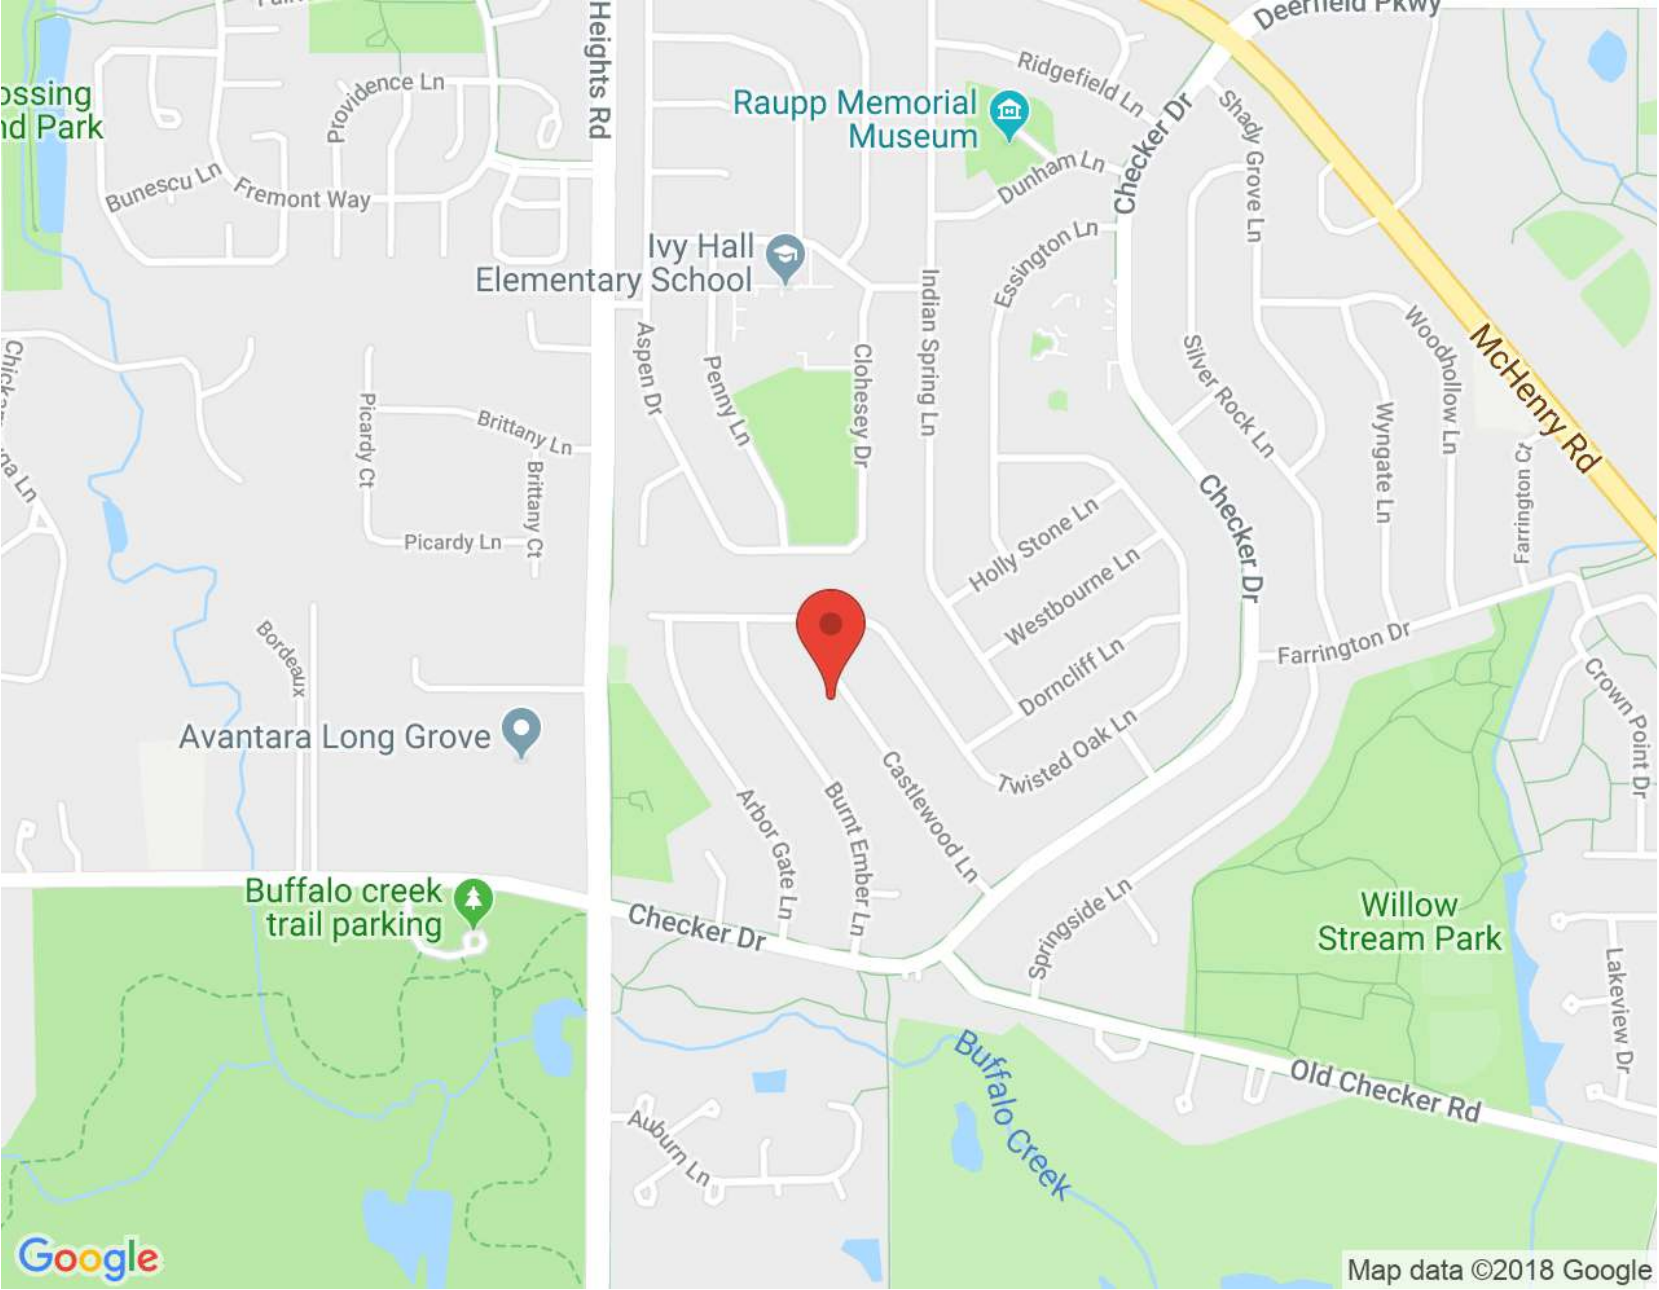 Deerfield Pkwy
Heights Rd
Ridgefield Ln
Providence Ln
ossing
nd Park
Raupp Memorial
Museum
Checker Dr
Shady Grove Ln
Dunham Ln
Bunescu Ln
Fremont Way
Ivy Hall
Elementary School
Essington Ln
Indian Spring Ln
Aspen Dr
Penny Ln
Clohesey Dr
Silver Rock Ln
Woodhollow Ln
McHenry Rd
Wyngate Ln
Farrington Ct
Picardy Ct
Brittany Ln
Brittany Ct
Picardy Ln
Checker Dr
Holly Stone Ln
Westbourne Ln
Dorncliff Ln
Farrington Dr
Bordeaux
Crown Point Dr
Avantara Long Grove
Twisted Oak Ln
Castlewood Ln
Burnt Ember Ln
Arbor Gate Ln
Buffalo creek
trail parking
Checker Dr
Springside Ln
Willow
Stream Park
Lakeview Dr
Buffalo Creek
Old Checker Rd
Auburn Ln
Google
Map data ©2018 Google